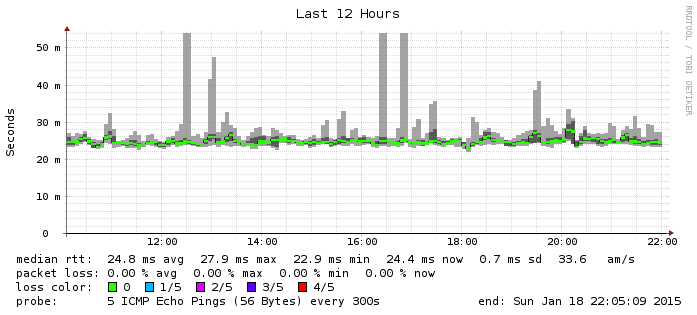 Last 12 Hours
RRDTOOL / TOBI OETIKER
Seconds
50 m
40 m
30 m
20 m
10 m
0
12:00 14:00 16:00 18:00 20:00 22:00
median rtt: 24.8 ms avg 27.9 ms max 22.9 ms min 24.4 ms now 0.7 ms sd 33.6 am/s
packet loss: 0.00 % avg 0.00 % max 0.00 % min 0.00 % now
loss color: 0 1/5 2/5 3/5 4/5
probe: 5 ICMP Echo Pings (56 Bytes) every 300s end: Sun Jan 18 22:05:09 2015